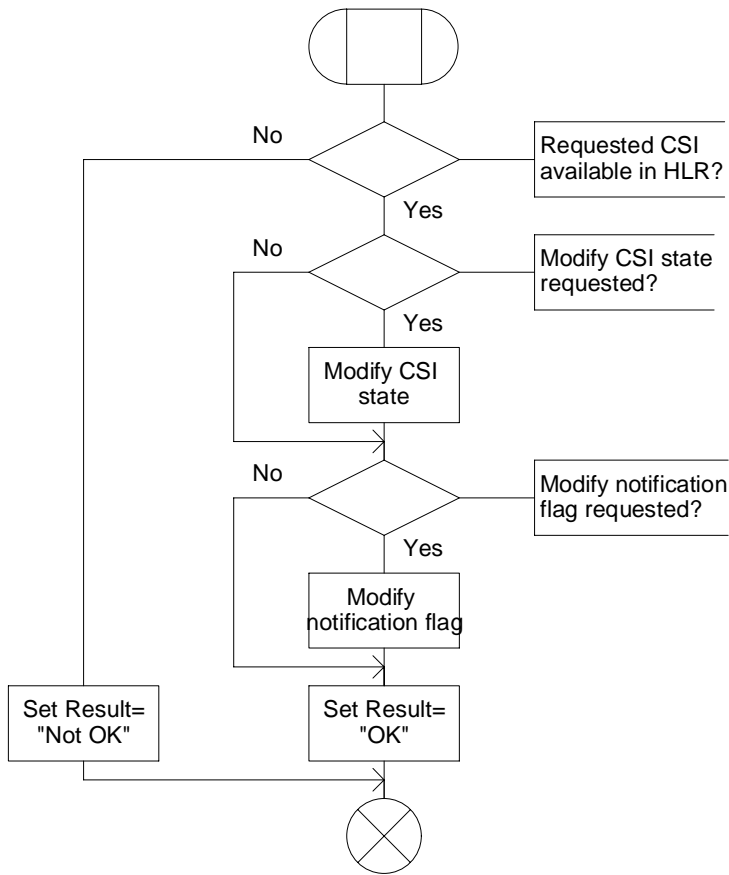 No
Requested CSI
available in HLR?
Yes
No
Modify CSI state
requested?
Yes
Modify CSI
state
No
Modify notification
flag requested?
Yes
Modify
notification flag
Set Result=
"Not OK"
Set Result=
"OK"